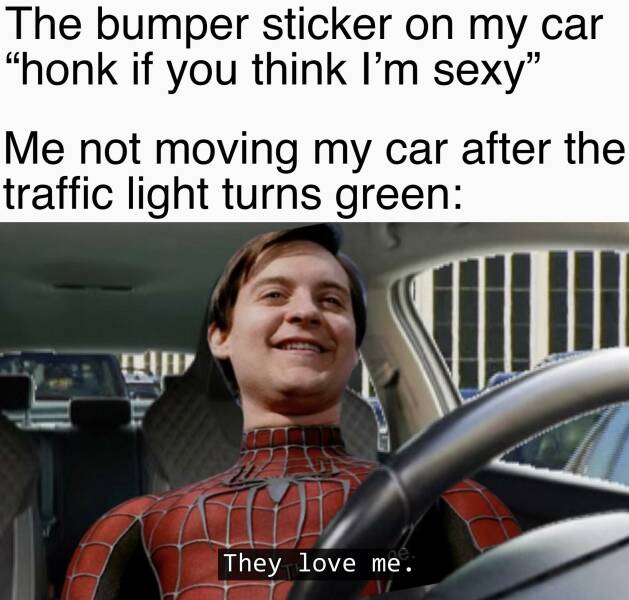 The bumper sticker on my car
“honk if you think I’m sexy”
Me not moving my car after the
traffic light turns green:
They love me.